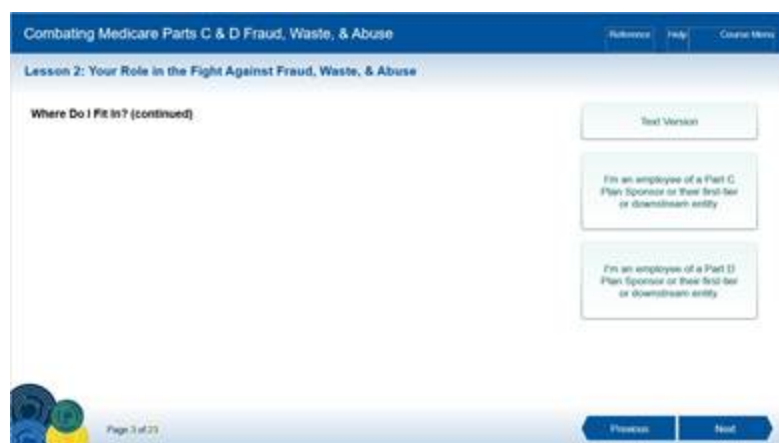 Combating Medicare Parts C & D Fraud, Waste, & Abuse
Reference Help Course Menu
Lesson 2: Your Role in the Fight Against Fraud, Waste, & Abuse
Where Do I Fit In? (continued)
Text Version
I'm an employee of a Part C
Plan Sponsor or their first-tier
or downstream entity
I'm an employee of a Part D
Plan Sponsor or their first-tier
or downstream entity
Page 3 of 23
Previous Next